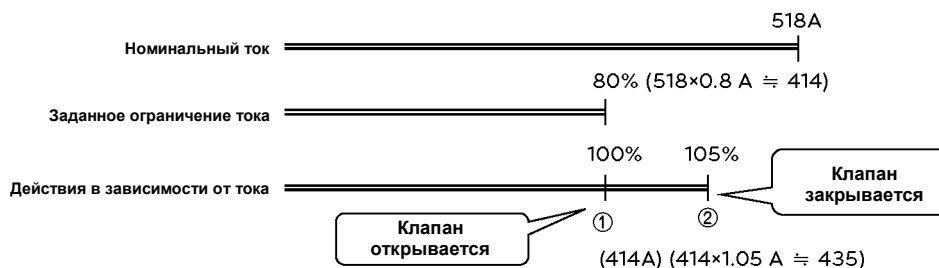 518A
Номинальный ток
80% (518×0.8 A ≒ 414)
Заданное ограничение тока
100% 105%
Действия в зависимости от тока
Клапан
закрывается
① ②
Клапан
открывается
(414A) (414×1.05 A ≒ 435)